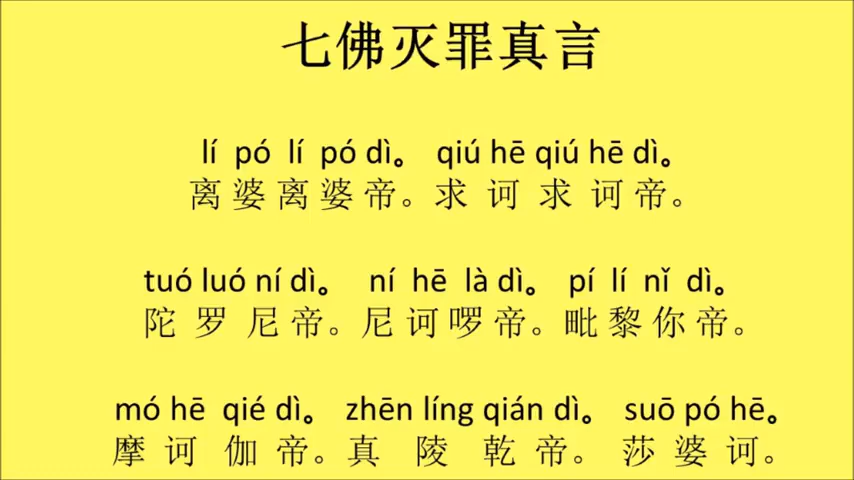 七佛灭罪真言
lí pó lí pó dì。 qiú hē qiú hē dì。
离婆离婆帝。求诃求诃帝。
tuó luó ní dì。 ní hē là dì。 pí lí nǐ dì。
陀罗尼帝。尼诃啰帝。毗黎你帝。
mó hē qié dì。 zhēn líng qián dì。 suō pó hē。
摩诃伽帝。真陵乾帝。莎婆诃。